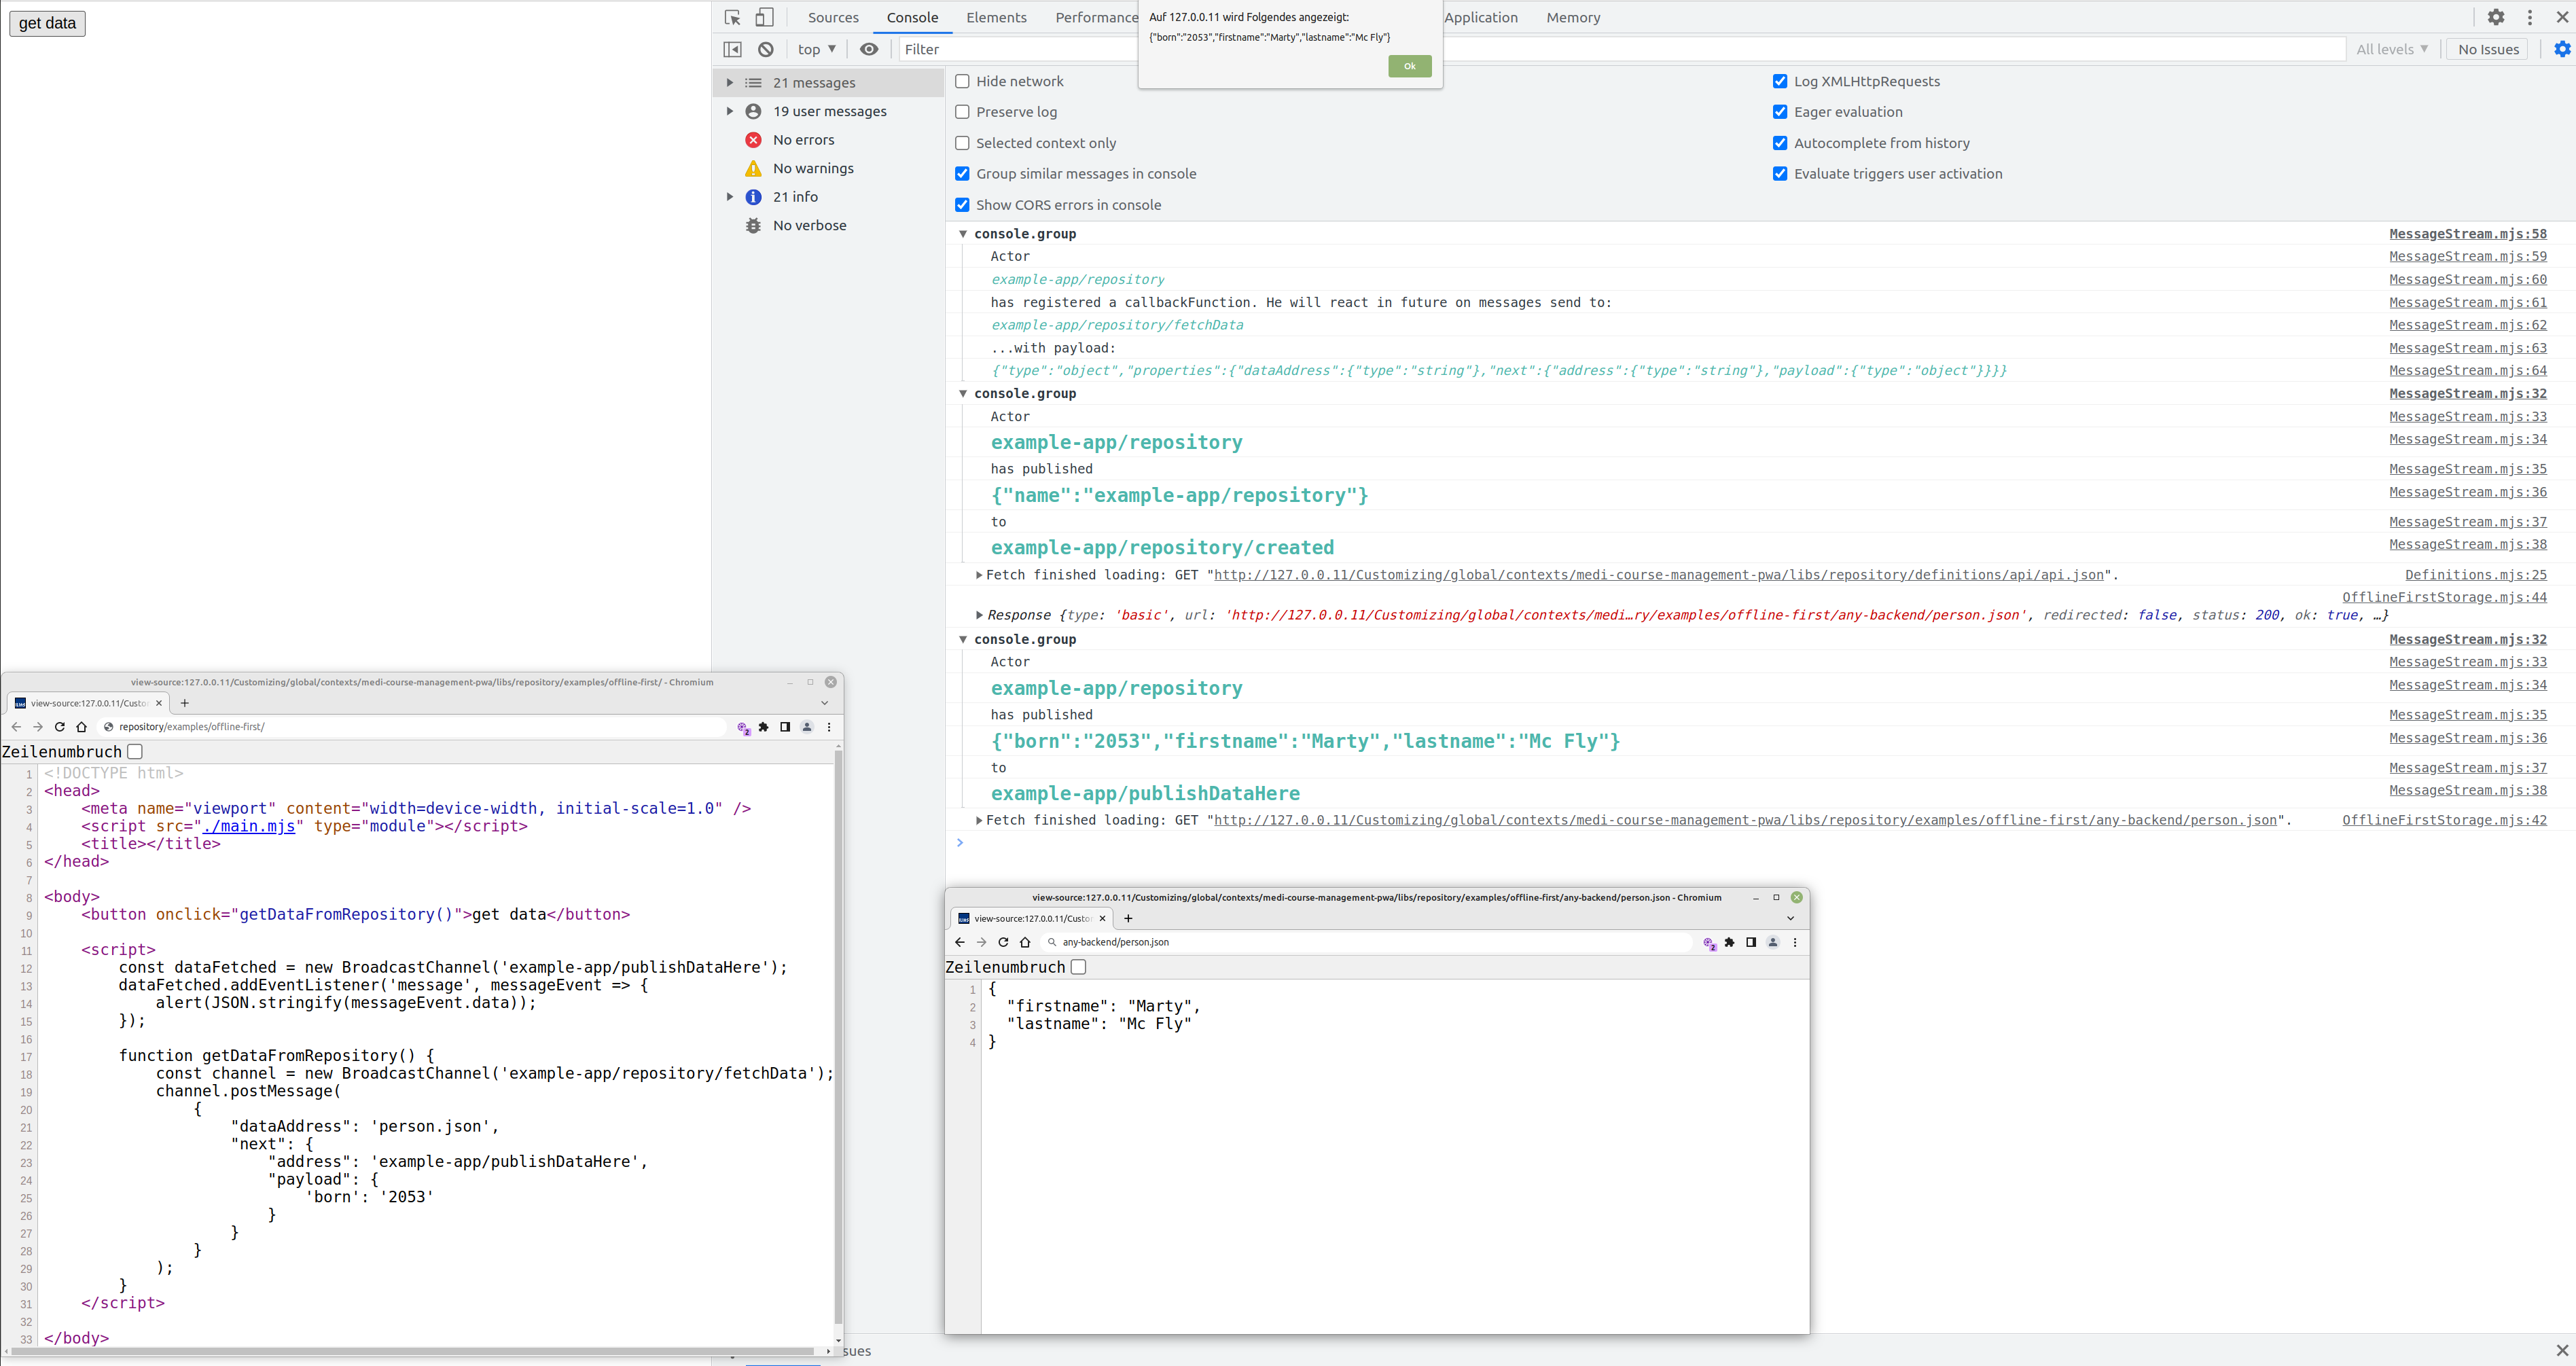 get data
Sources Console Elements Performance Application Memory
Auf 127.0.0.11 wird Folgendes angezeigt:
{"born":"2053","firstname":"Marty","lastname":"Mc Fly"}
Ok
top ▼ Filter All levels ▼ No Issues
21 messages
19 user messages
No errors
No warnings
21 info
No verbose
Hide network
Preserve log
Selected context only
Group similar messages in console
Show CORS errors in console
Log XMLHttpRequests
Eager evaluation
Autocomplete from history
Evaluate triggers user activation
console.group MessageStream.mjs:58
Actor MessageStream.mjs:59
example-app/repository MessageStream.mjs:60
has registered a callbackFunction. He will react in future on messages send to: MessageStream.mjs:61
example-app/repository/fetchData MessageStream.mjs:62
...with payload: MessageStream.mjs:63
{"type":"object","properties":{"dataAddress":{"type":"string"},"next":{"address":{"type":"string"},"payload":{"type":"object"}}}} MessageStream.mjs:64
console.group MessageStream.mjs:32
Actor MessageStream.mjs:33
example-app/repository MessageStream.mjs:34
has published MessageStream.mjs:35
{"name":"example-app/repository"} MessageStream.mjs:36
to MessageStream.mjs:37
example-app/repository/created MessageStream.mjs:38
Fetch finished loading: GET "http://127.0.0.11/Customizing/global/contexts/medi-course-management-pwa/libs/repository/definitions/api/api.json". Definitions.mjs:25
OfflineFirstStorage.mjs:44
Response {type: 'basic', url: 'http://127.0.0.11/Customizing/global/contexts/medi…ry/examples/offline-first/any-backend/person.json', redirected: false, status: 200, ok: true, …}
console.group MessageStream.mjs:32
Actor MessageStream.mjs:33
example-app/repository MessageStream.mjs:34
has published MessageStream.mjs:35
{"born":"2053","firstname":"Marty","lastname":"Mc Fly"} MessageStream.mjs:36
to MessageStream.mjs:37
example-app/publishDataHere MessageStream.mjs:38
Fetch finished loading: GET "http://127.0.0.11/Customizing/global/contexts/medi-course-management-pwa/libs/repository/examples/offline-first/any-backend/person.json". OfflineFirstStorage.mjs:42
view-source:127.0.0.11/Customizing/global/contexts/medi-course-management-pwa/libs/repository/examples/offline-first/ - Chromium
view-source:127.0.0.11/Custo
repository/examples/offline-first/
2
Zeilenumbruch
1 <!DOCTYPE html>
2 <head>
3 <meta name="viewport" content="width=device-width, initial-scale=1.0" />
4 <script src="./main.mjs" type="module"></script>
5 <title></title>
6 </head>
7
8 <body>
9 <button onclick="getDataFromRepository()">get data</button>
10
11 <script>
12 const dataFetched = new BroadcastChannel('example-app/publishDataHere');
13 dataFetched.addEventListener('message', messageEvent => {
14 alert(JSON.stringify(messageEvent.data));
15 });
16
17 function getDataFromRepository() {
18 const channel = new BroadcastChannel('example-app/repository/fetchData');
19 channel.postMessage(
20 {
21 "dataAddress": 'person.json',
22 "next": {
23 "address": 'example-app/publishDataHere',
24 "payload": {
25 'born': '2053'
26 }
27 }
28 }
29 );
30 }
31 </script>
32
33 </body>
view-source:127.0.0.11/Customizing/global/contexts/medi-course-management-pwa/libs/repository/examples/offline-first/any-backend/person.json - Chromium
view-source:127.0.0.11/Custo
any-backend/person.json
2
Zeilenumbruch
1 {
2 "firstname": "Marty",
3 "lastname": "Mc Fly"
4 }
sues